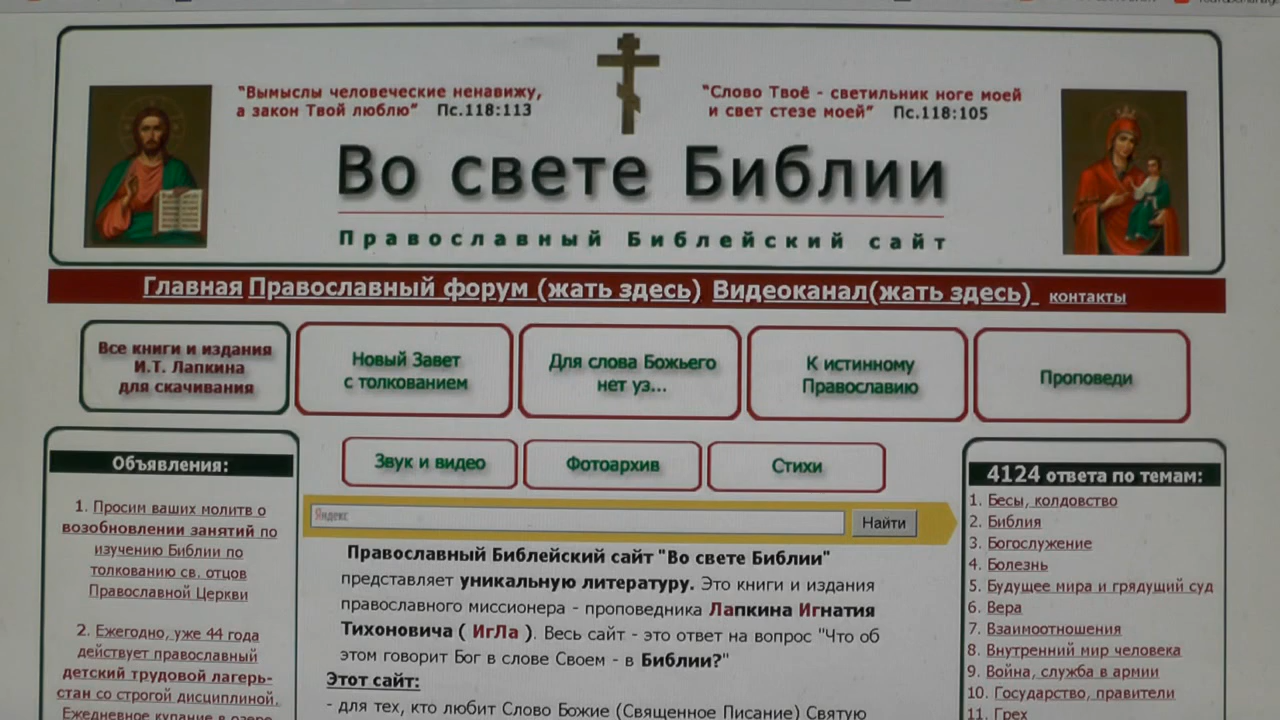 "Вымыслы человеческие ненавижу,
а закон Твой люблю" Пс.118:113
"Слово Твоё - светильник ноге моей
и свет стезе моей" Пс.118:105
Во свете Библии
Православный Библейский сайт
Главная Православный форум (жать здесь) Видеоканал(жать здесь) контакты
Все книги и издания
И.Т. Лапкина
для скачивания
Новый Завет
с толкованием
Для слова Божьего
нет уз...
К истинному
Православию
Проповеди
Звук и видео
Фотоархив
Стихи
Объявления:
1. Просим ваших молитв о
возобновлении занятий по
изучению Библии по
толкованию св. отцов
Православной Церкви
2. Ежегодно, уже 44 года
действует православный
детский трудовой лагерь-
стан со строгой дисциплиной.
Ежедневное купание в озере
Яндекс
Найти
Православный Библейский сайт "Во свете Библии"
представляет уникальную литературу. Это книги и издания
православного миссионера - проповедника Лапкина Игнатия
Тихоновича ( ИгЛа ). Весь сайт - это ответ на вопрос "Что об
этом говорит Бог в слове Своем - в Библии?"
Этот сайт:
- для тех, кто любит Слово Божие (Священное Писание) Святую
4124 ответа по темам:
1. Бесы, колдовство
2. Библия
3. Богослужение
4. Болезнь
5. Будущее мира и грядущий суд
6. Вера
7. Взаимоотношения
8. Внутренний мир человека
9. Война, служба в армии
10. Государство, правители
11. Грех